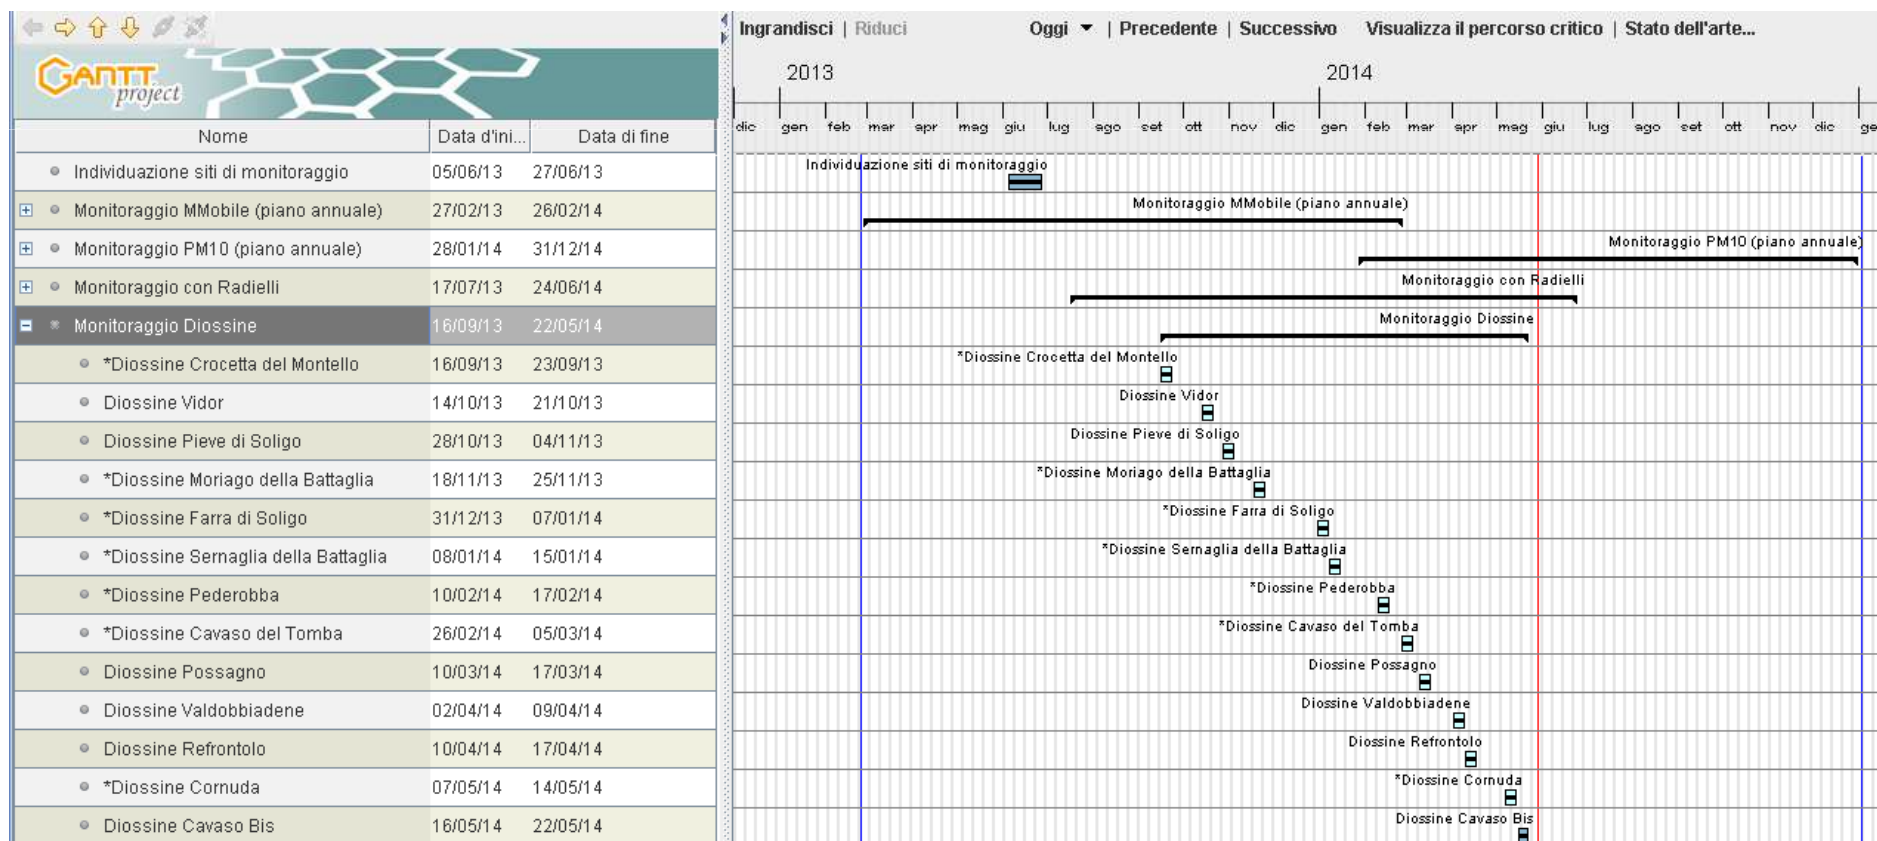 Ingrandisci | Riduci Oggi | Precedente | Successivo Visualizza il percorso critico | Stato dell'arte...
GANTT project
2013 2014
dic gen feb mar apr mag giu lug ago set ott nov dic gen feb mar apr mag giu lug ago set ott nov dic ge
Nome Data d'ini... Data di fine
Individuazione siti di monitoraggio 05/06/13 27/06/13 Individuazione siti di monitoraggio
Monitoraggio MMobile (piano annuale) 27/02/13 26/02/14 Monitoraggio MMobile (piano annuale)
Monitoraggio PM10 (piano annuale) 28/01/14 31/12/14 Monitoraggio PM10 (piano annuale)
Monitoraggio con Radielli 17/07/13 24/06/14 Monitoraggio con Radielli
Monitoraggio Diossine 16/09/13 22/05/14 Monitoraggio Diossine
*Diossine Crocetta del Montello 16/09/13 23/09/13 *Diossine Crocetta del Montello
Diossine Vidor 14/10/13 21/10/13 Diossine Vidor
Diossine Pieve di Soligo 28/10/13 04/11/13 Diossine Pieve di Soligo
*Diossine Moriago della Battaglia 18/11/13 25/11/13 *Diossine Moriago della Battaglia
*Diossine Farra di Soligo 31/12/13 07/01/14 *Diossine Farra di Soligo
*Diossine Sernaglia della Battaglia 08/01/14 15/01/14 *Diossine Sernaglia della Battaglia
*Diossine Pederobba 10/02/14 17/02/14 *Diossine Pederobba
*Diossine Cavaso del Tomba 26/02/14 05/03/14 *Diossine Cavaso del Tomba
Diossine Possagno 10/03/14 17/03/14 Diossine Possagno
Diossine Valdobbiadene 02/04/14 09/04/14 Diossine Valdobbiadene
Diossine Refrontolo 10/04/14 17/04/14 Diossine Refrontolo
*Diossine Cornuda 07/05/14 14/05/14 *Diossine Cornuda
Diossine Cavaso Bis 16/05/14 22/05/14 Diossine Cavaso Bis